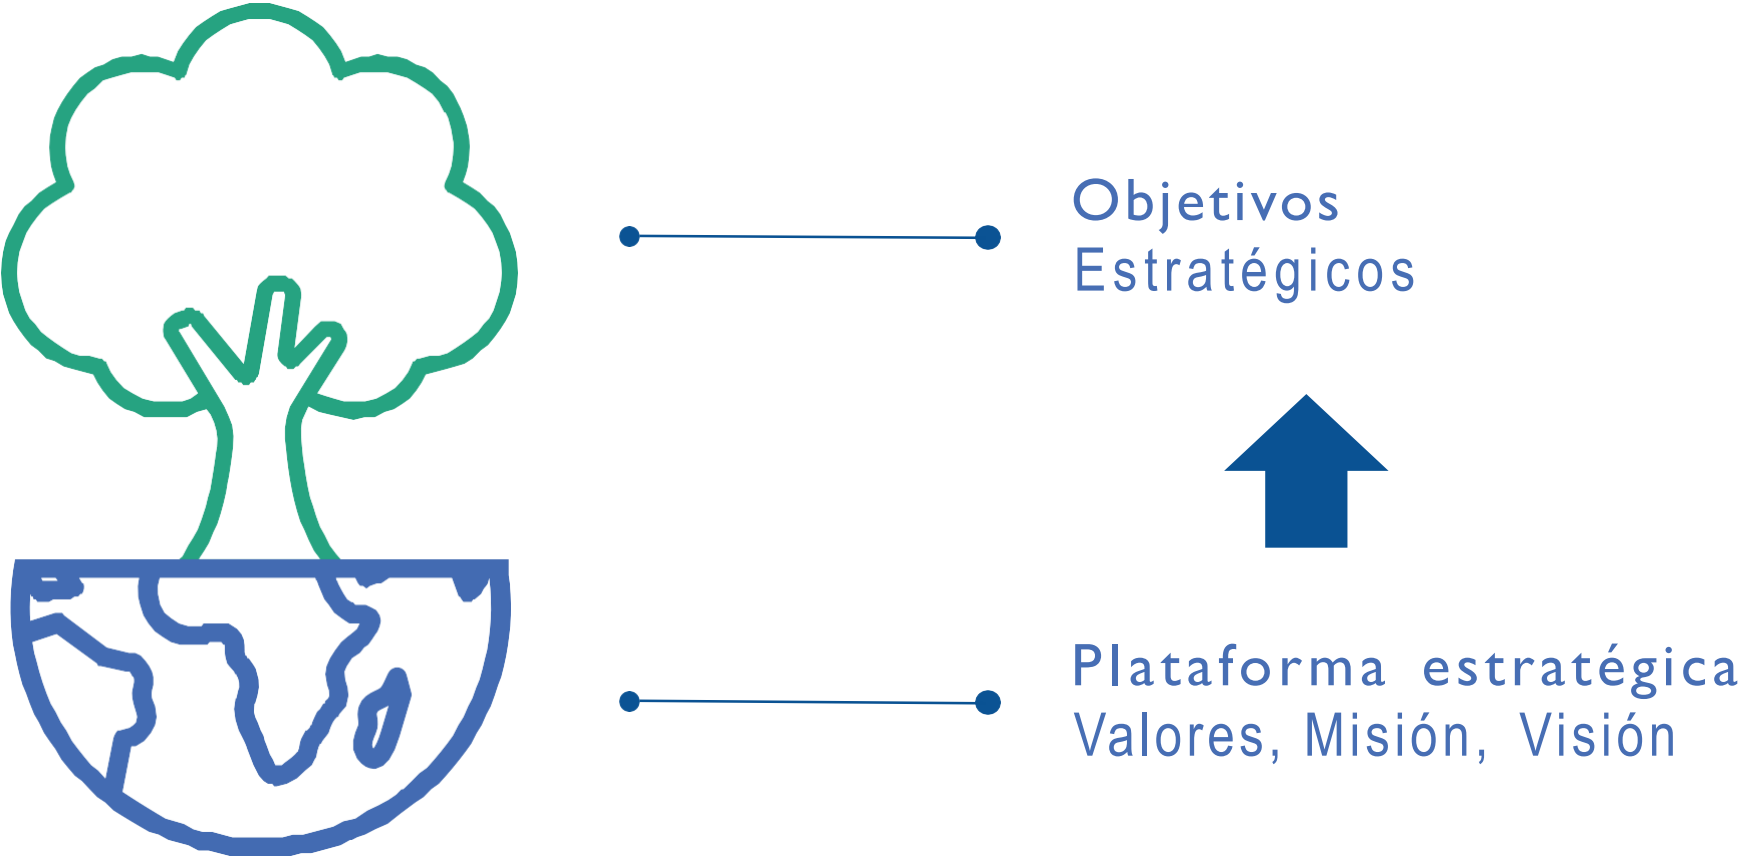 Objetivos
Estratégicos
Plataforma estratégica
Valores, Misión, Visión